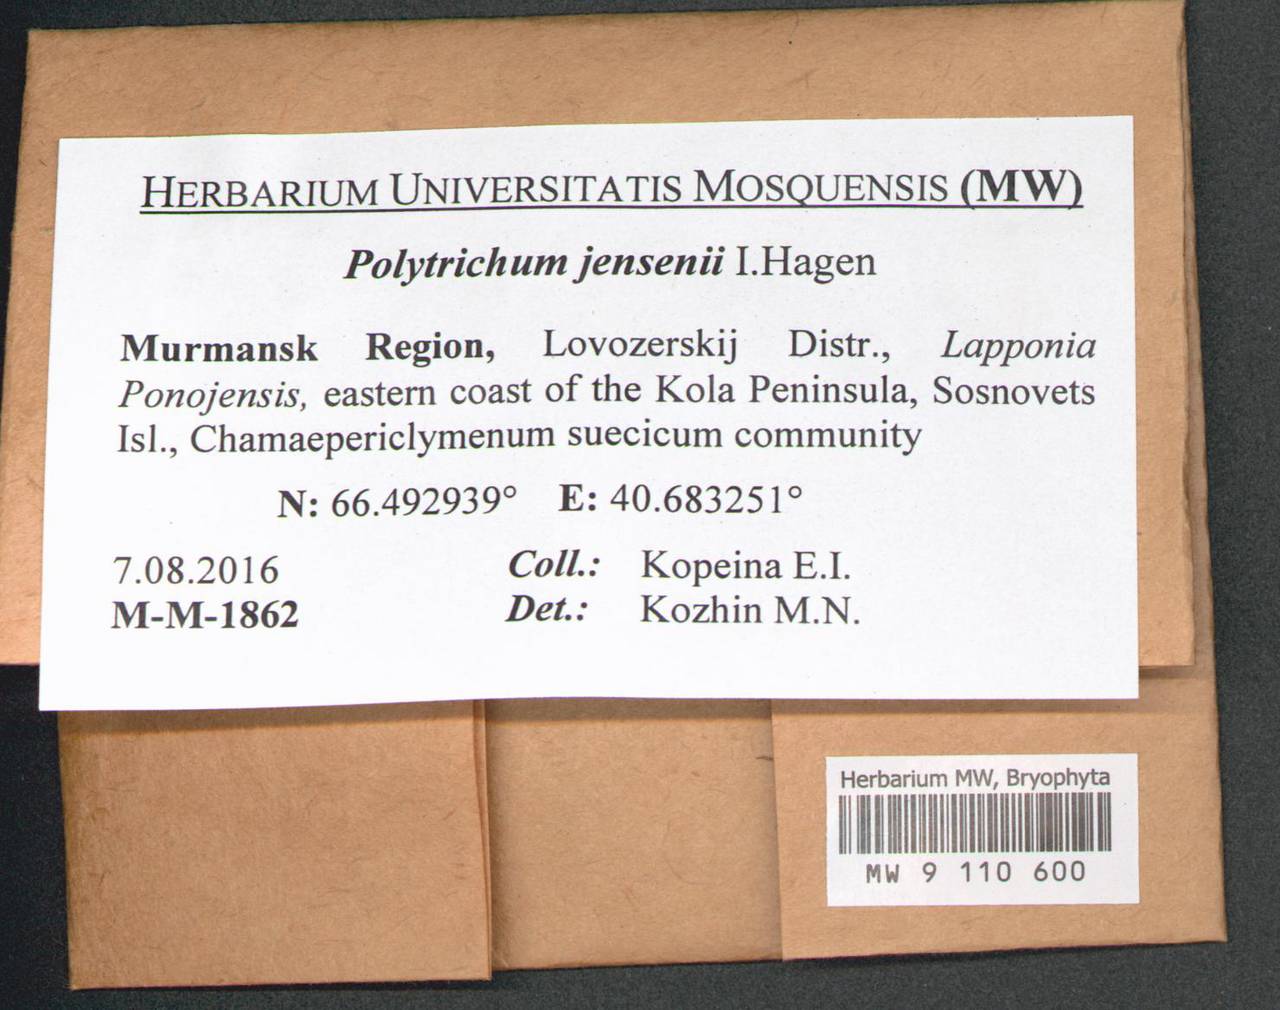 HERBARIUM UNIVERSITATIS MOSQUENSIS (MW)
Polytrichum jensenii I.Hagen
Murmansk Region, Lovozerskij Distr., Lapponia
Ponojensis, eastern coast of the Kola Peninsula, Sosnovets
Isl., Chamaepericlymenum suecicum community
N: 66.492939° E: 40.683251°
7.08.2016 Coll.: Kopeina E.I.
M-M-1862 Det.: Kozhin M.N.
Herbarium MW, Bryophyta
MW 9 110 600